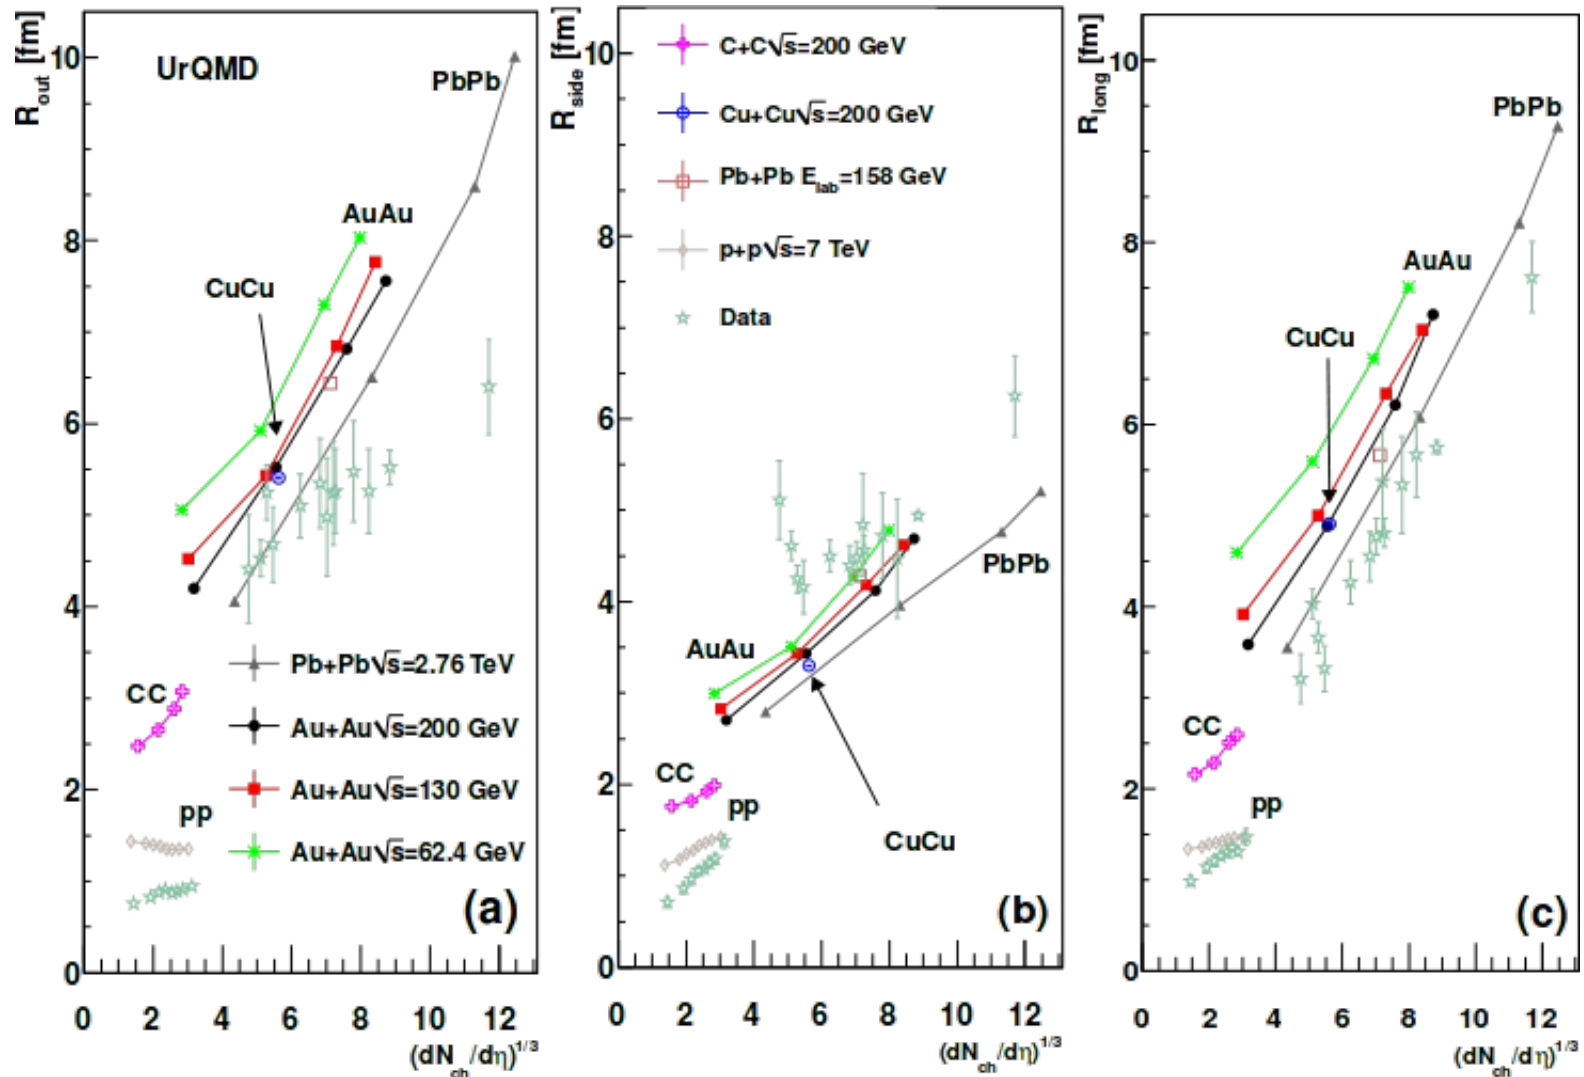 R_out [fm]
10
8
6
4
2
0
UrQMD
PbPb
AuAu
CuCu
CC
pp
Pb+Pb√s=2.76 TeV
Au+Au√s=200 GeV
Au+Au√s=130 GeV
Au+Au√s=62.4 GeV
(a)
0 2 4 6 8 10 12
(dN_ch/dη)^1/3
R_side [fm]
10
8
6
4
2
0
C+C√s=200 GeV
Cu+Cu√s=200 GeV
Pb+Pb E_lab=158 GeV
p+p√s=7 TeV
Data
PbPb
AuAu
CC
pp
CuCu
(b)
0 2 4 6 8 10 12
(dN_ch/dη)^1/3
R_long [fm]
10
8
6
4
2
0
PbPb
AuAu
CuCu
CC
pp
(c)
0 2 4 6 8 10 12
(dN_ch/dη)^1/3